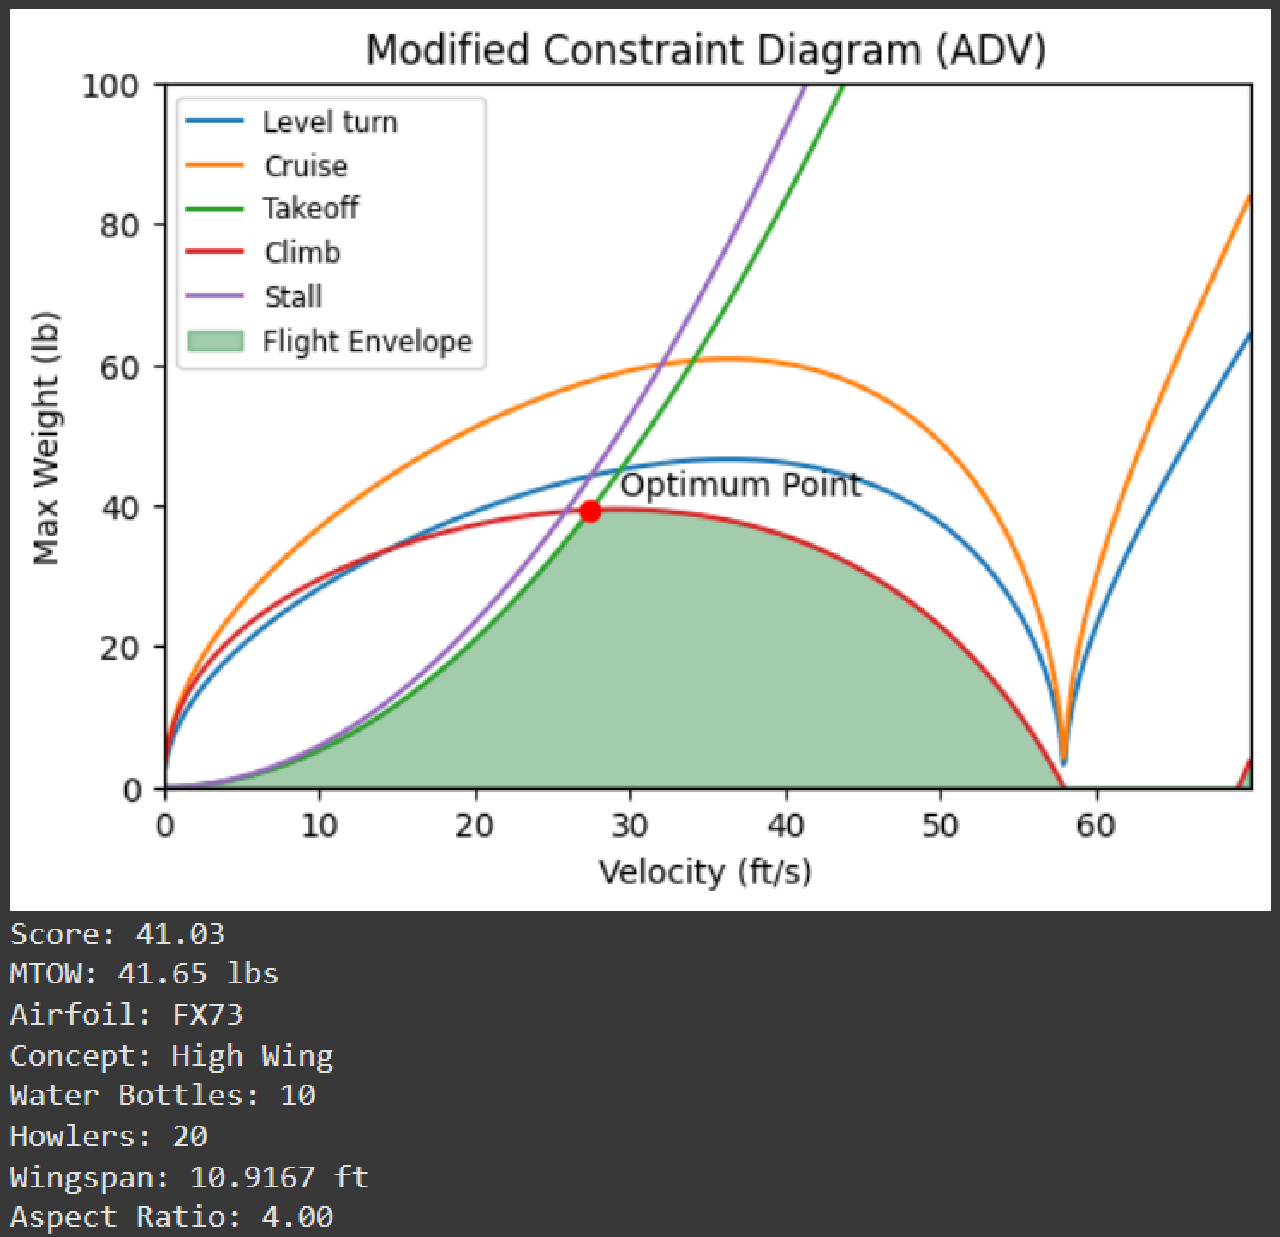 Modified Constraint Diagram (ADV)
100
80
60
40
20
0
Max Weight (lb)
Level turn
Cruise
Takeoff
Climb
Stall
Flight Envelope
Optimum Point
0 10 20 30 40 50 60
Velocity (ft/s)
Score: 41.03
MTOW: 41.65 lbs
Airfoil: FX73
Concept: High Wing
Water Bottles: 10
Howlers: 20
Wingspan: 10.9167 ft
Aspect Ratio: 4.00